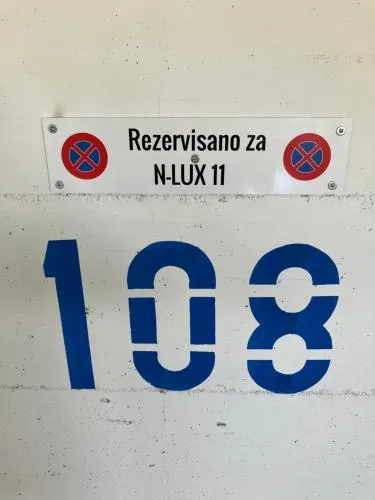 Rezervisano za
N-LUX 11
108